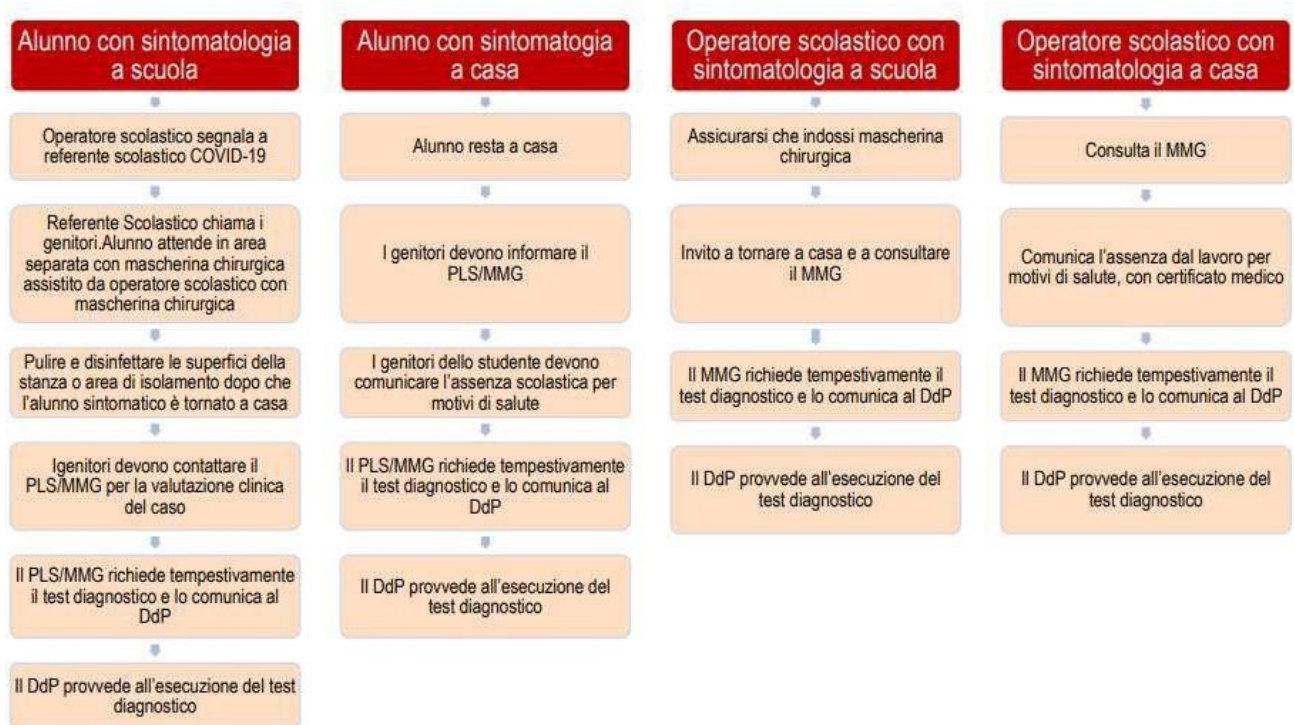 Alunno con sintomatologia
a scuola
Operatore scolastico segnala a
referente scolastico COVID-19
Referente Scolastico chiama i
genitori.Alunno attende in area
separata con mascherina chirurgica
assistito da operatore scolastico con
mascherina chirurgica
Pulire e disinfettare le superfici della
stanza o area di isolamento dopo che
l'alunno sintomatico è tornato a casa
Igenitori devono contattare il
PLS/MMG per la valutazione clinica
del caso
Il PLS/MMG richiede tempestivamente
il test diagnostico e lo comunica al
DdP
Il DdP provvede all'esecuzione del test
diagnostico
Alunno con sintomatogia
a casa
Alunno resta a casa
I genitori devono informare il
PLS/MMG
I genitori dello studente devono
comunicare l'assenza scolastica per
motivi di salute
Il PLS/MMG richiede tempestivamente
il test diagnostico e lo comunica al
DdP
Il DdP provvede all'esecuzione del
test diagnostico
Operatore scolastico con
sintomatologia a scuola
Assicurarsi che indossi mascherina
chirurgica
Invito a tornare a casa e a consultare
il MMG
Il MMG richiede tempestivamente il
test diagnostico e lo comunica al DdP
Il DdP provvede all'esecuzione del
test diagnostico
Operatore scolastico con
sintomatologia a casa
Consulta il MMG
Comunica l'assenza dal lavoro per
motivi di salute, con certificato medico
Il MMG richiede tempestivamente il
test diagnostico e lo comunica al DdP
Il DdP provvede all'esecuzione del
test diagnostico